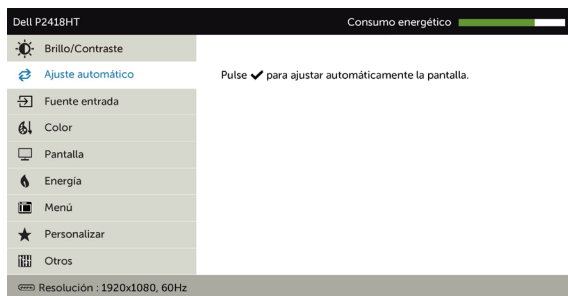 Dell P2418HT
Consumo energético
Brillo/Contraste
Ajuste automático
Pulse ✔ para ajustar automáticamente la pantalla.
Fuente entrada
Color
Pantalla
Energía
Menú
Personalizar
Otros
Resolución : 1920x1080, 60Hz